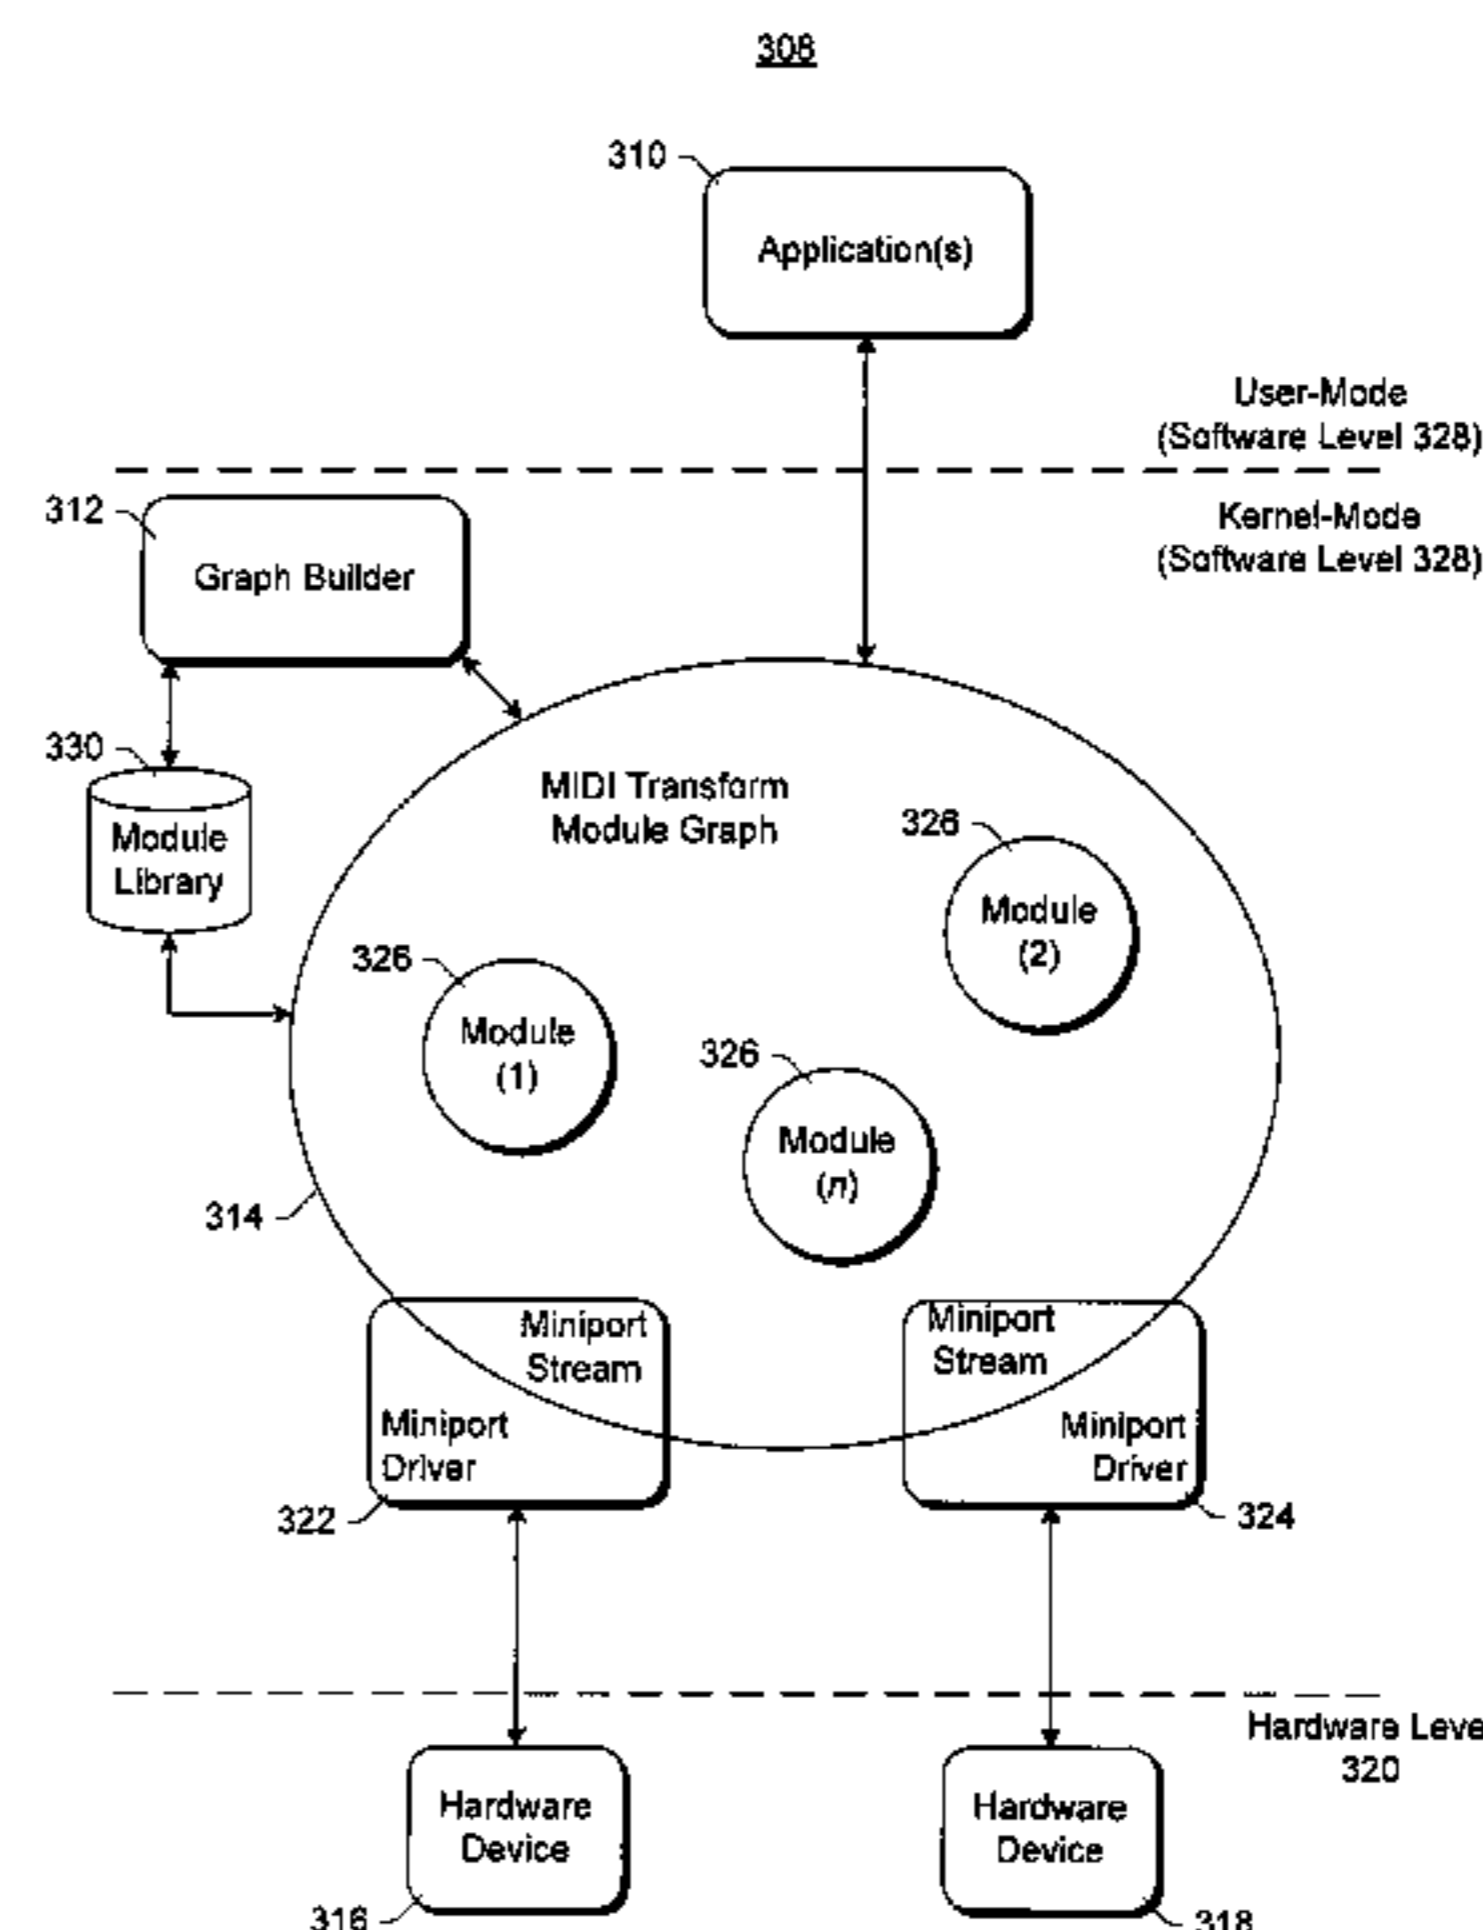 308
310
Application(s)
User-Mode
(Software Level 328)
312
Kernel-Mode
(Software Level 328)
Graph Builder
330
Module
Library
MIDI Transform
Module Graph
326
Module
(2)
326
Module
(1)
326
Module
(n)
314
Miniport
Stream
Miniport
Driver
322
Miniport
Stream
Miniport
Driver
324
Hardware Leve
320
Hardware
Device
316
Hardware
Device
318